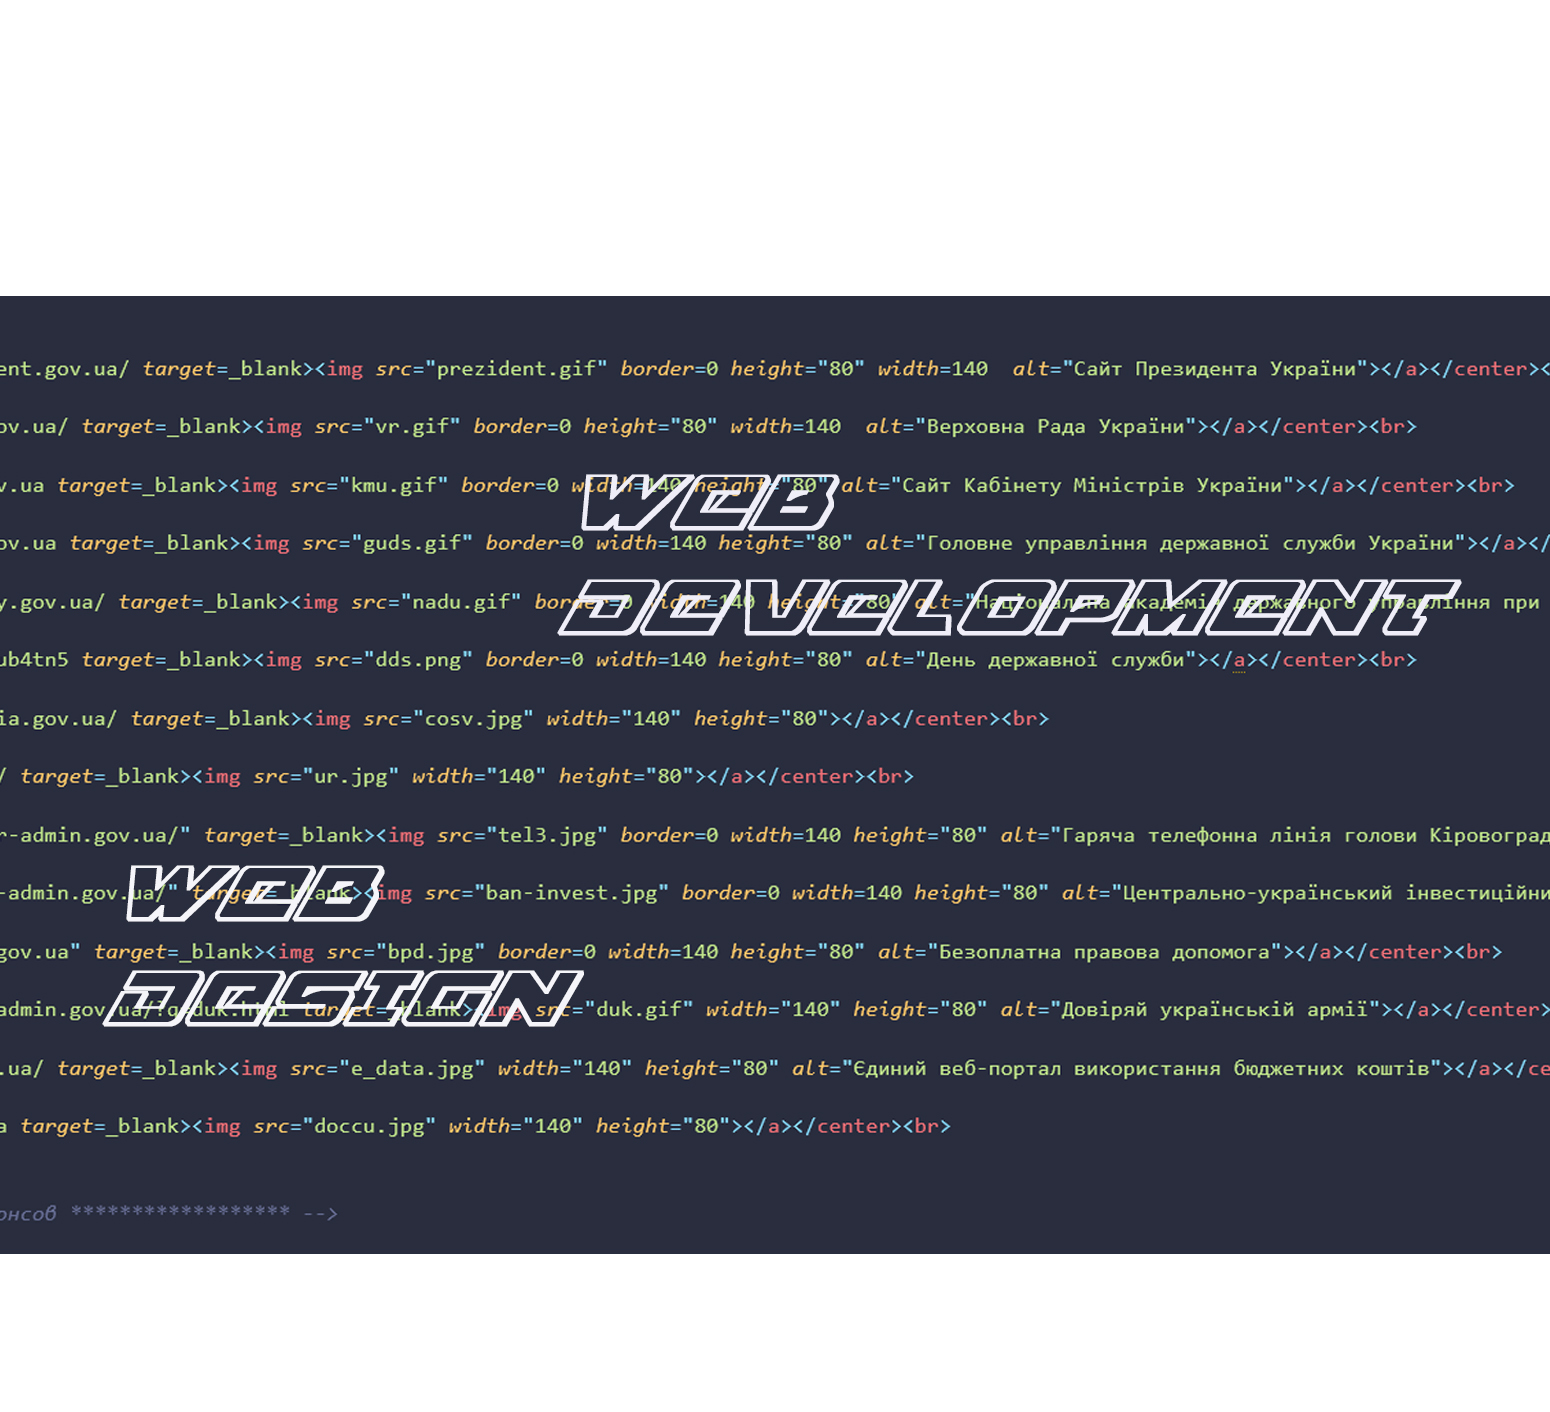 ent.gov.ua/ target=_blank><img src="prezident.gif" border=0 height="80" width=140  alt="Сайт Президента України"></a></center><
ov.ua/ target=_blank><img src="vr.gif" border=0 height="80" width=140  alt="Верховна Рада України"></a></center><br>
v.ua target=_blank><img src="kmu.gif" border=0 width=140 height="80" alt="Сайт Кабінету Міністрів України"></a></center><br>
WEB
ov.ua target=_blank><img src="guds.gif" border=0 width=140 height="80" alt="Головне управління державної служби України"></a></
y.gov.ua/ target=_blank><img src="nadu.gif" border=0 width=140 height="80" alt="Національна академія державного управління при
DEVELOPMENT
ub4tn5 target=_blank><img src="dds.png" border=0 width=140 height="80" alt="День державної служби"></a></center><br>
ia.gov.ua/ target=_blank><img src="cosv.jpg" width="140" height="80"></a></center><br>
/ target=_blank><img src="ur.jpg" width="140" height="80"></a></center><br>
r-admin.gov.ua/" target=_blank><img src="tel3.jpg" border=0 width=140 height="80" alt="Гаряча телефонна лінія голови Кіровоград
-admin.gov.ua/" target=_blank><img src="ban-invest.jpg" border=0 width=140 height="80" alt="Центрально-український інвестиційни
WEB
gov.ua" target=_blank><img src="bpd.jpg" border=0 width=140 height="80" alt="Безоплатна правова допомога"></a></center><br>
admin.gov.ua/?q=duk.html target=_blank><img src="duk.gif" width="140" height="80" alt="Довіряй українській армії"></a></center>
DESIGN
.ua/ target=_blank><img src="e_data.jpg" width="140" height="80" alt="Єдиний веб-портал використання бюджетних коштів"></a></ce
a target=_blank><img src="doccu.jpg" width="140" height="80"></a></center><br>
онсов ****************** -->